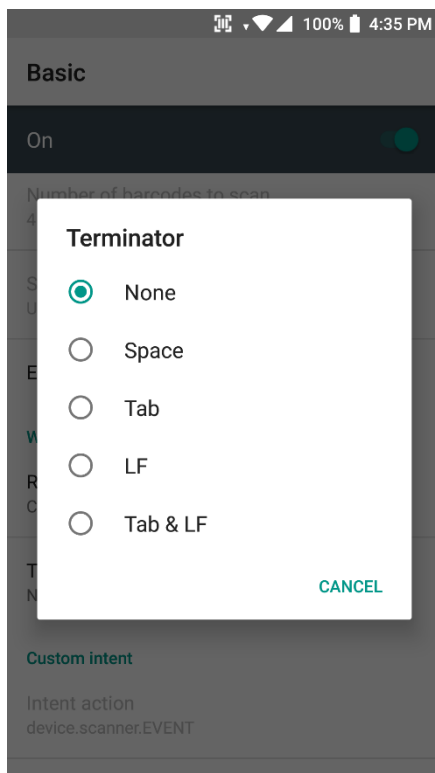 100% 4:35 PM
Basic
On
Number of barcodes to scan
4
S
U
E
W
R
C
T
N
Terminator
None
Space
Tab
LF
Tab & LF
CANCEL
Custom intent
Intent action
device.scanner.EVENT